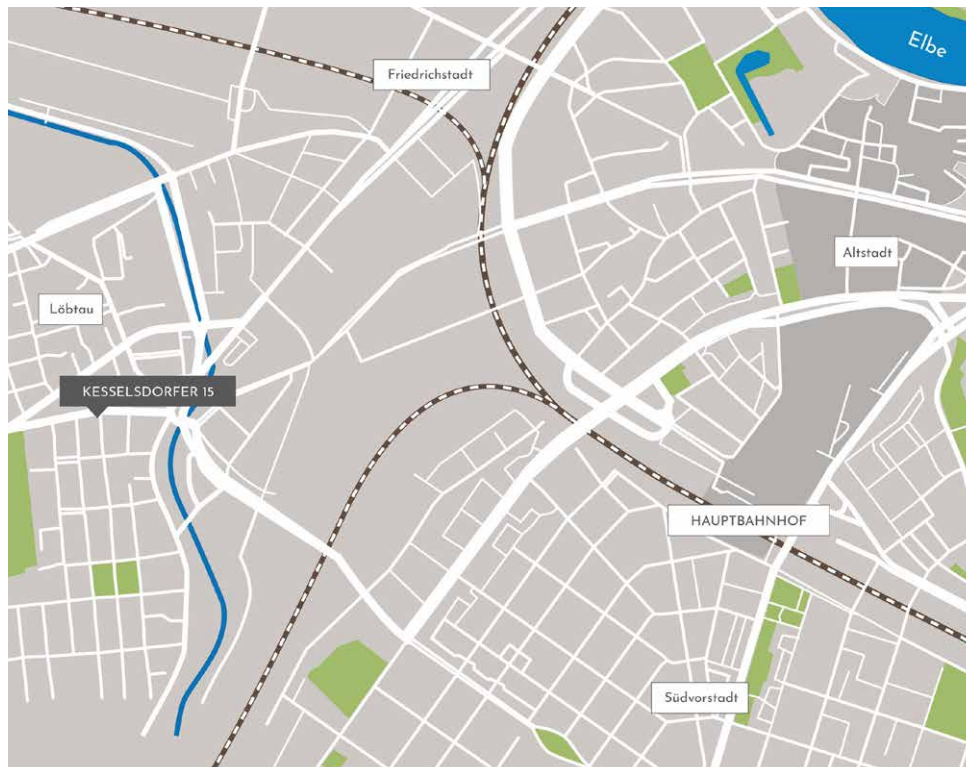 Elbe
Friedrichstadt
Altstadt
Löbtau
KESSELSDORFER 15
HAUPTBAHNHOF
Südvorstadt